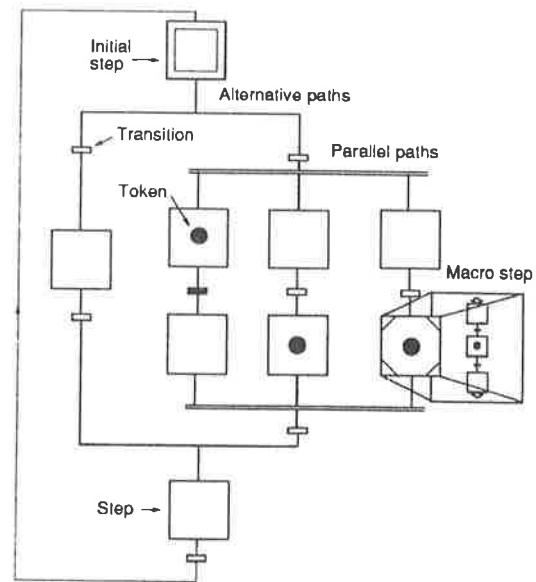 Initial
step
Alternative paths
Transition
Parallel paths
Token
Macro step
Step